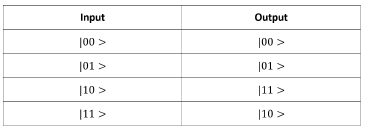 Input Output
|00 > |00 >
|01 > |01 >
|10 > |11 >
|11 > |10 >